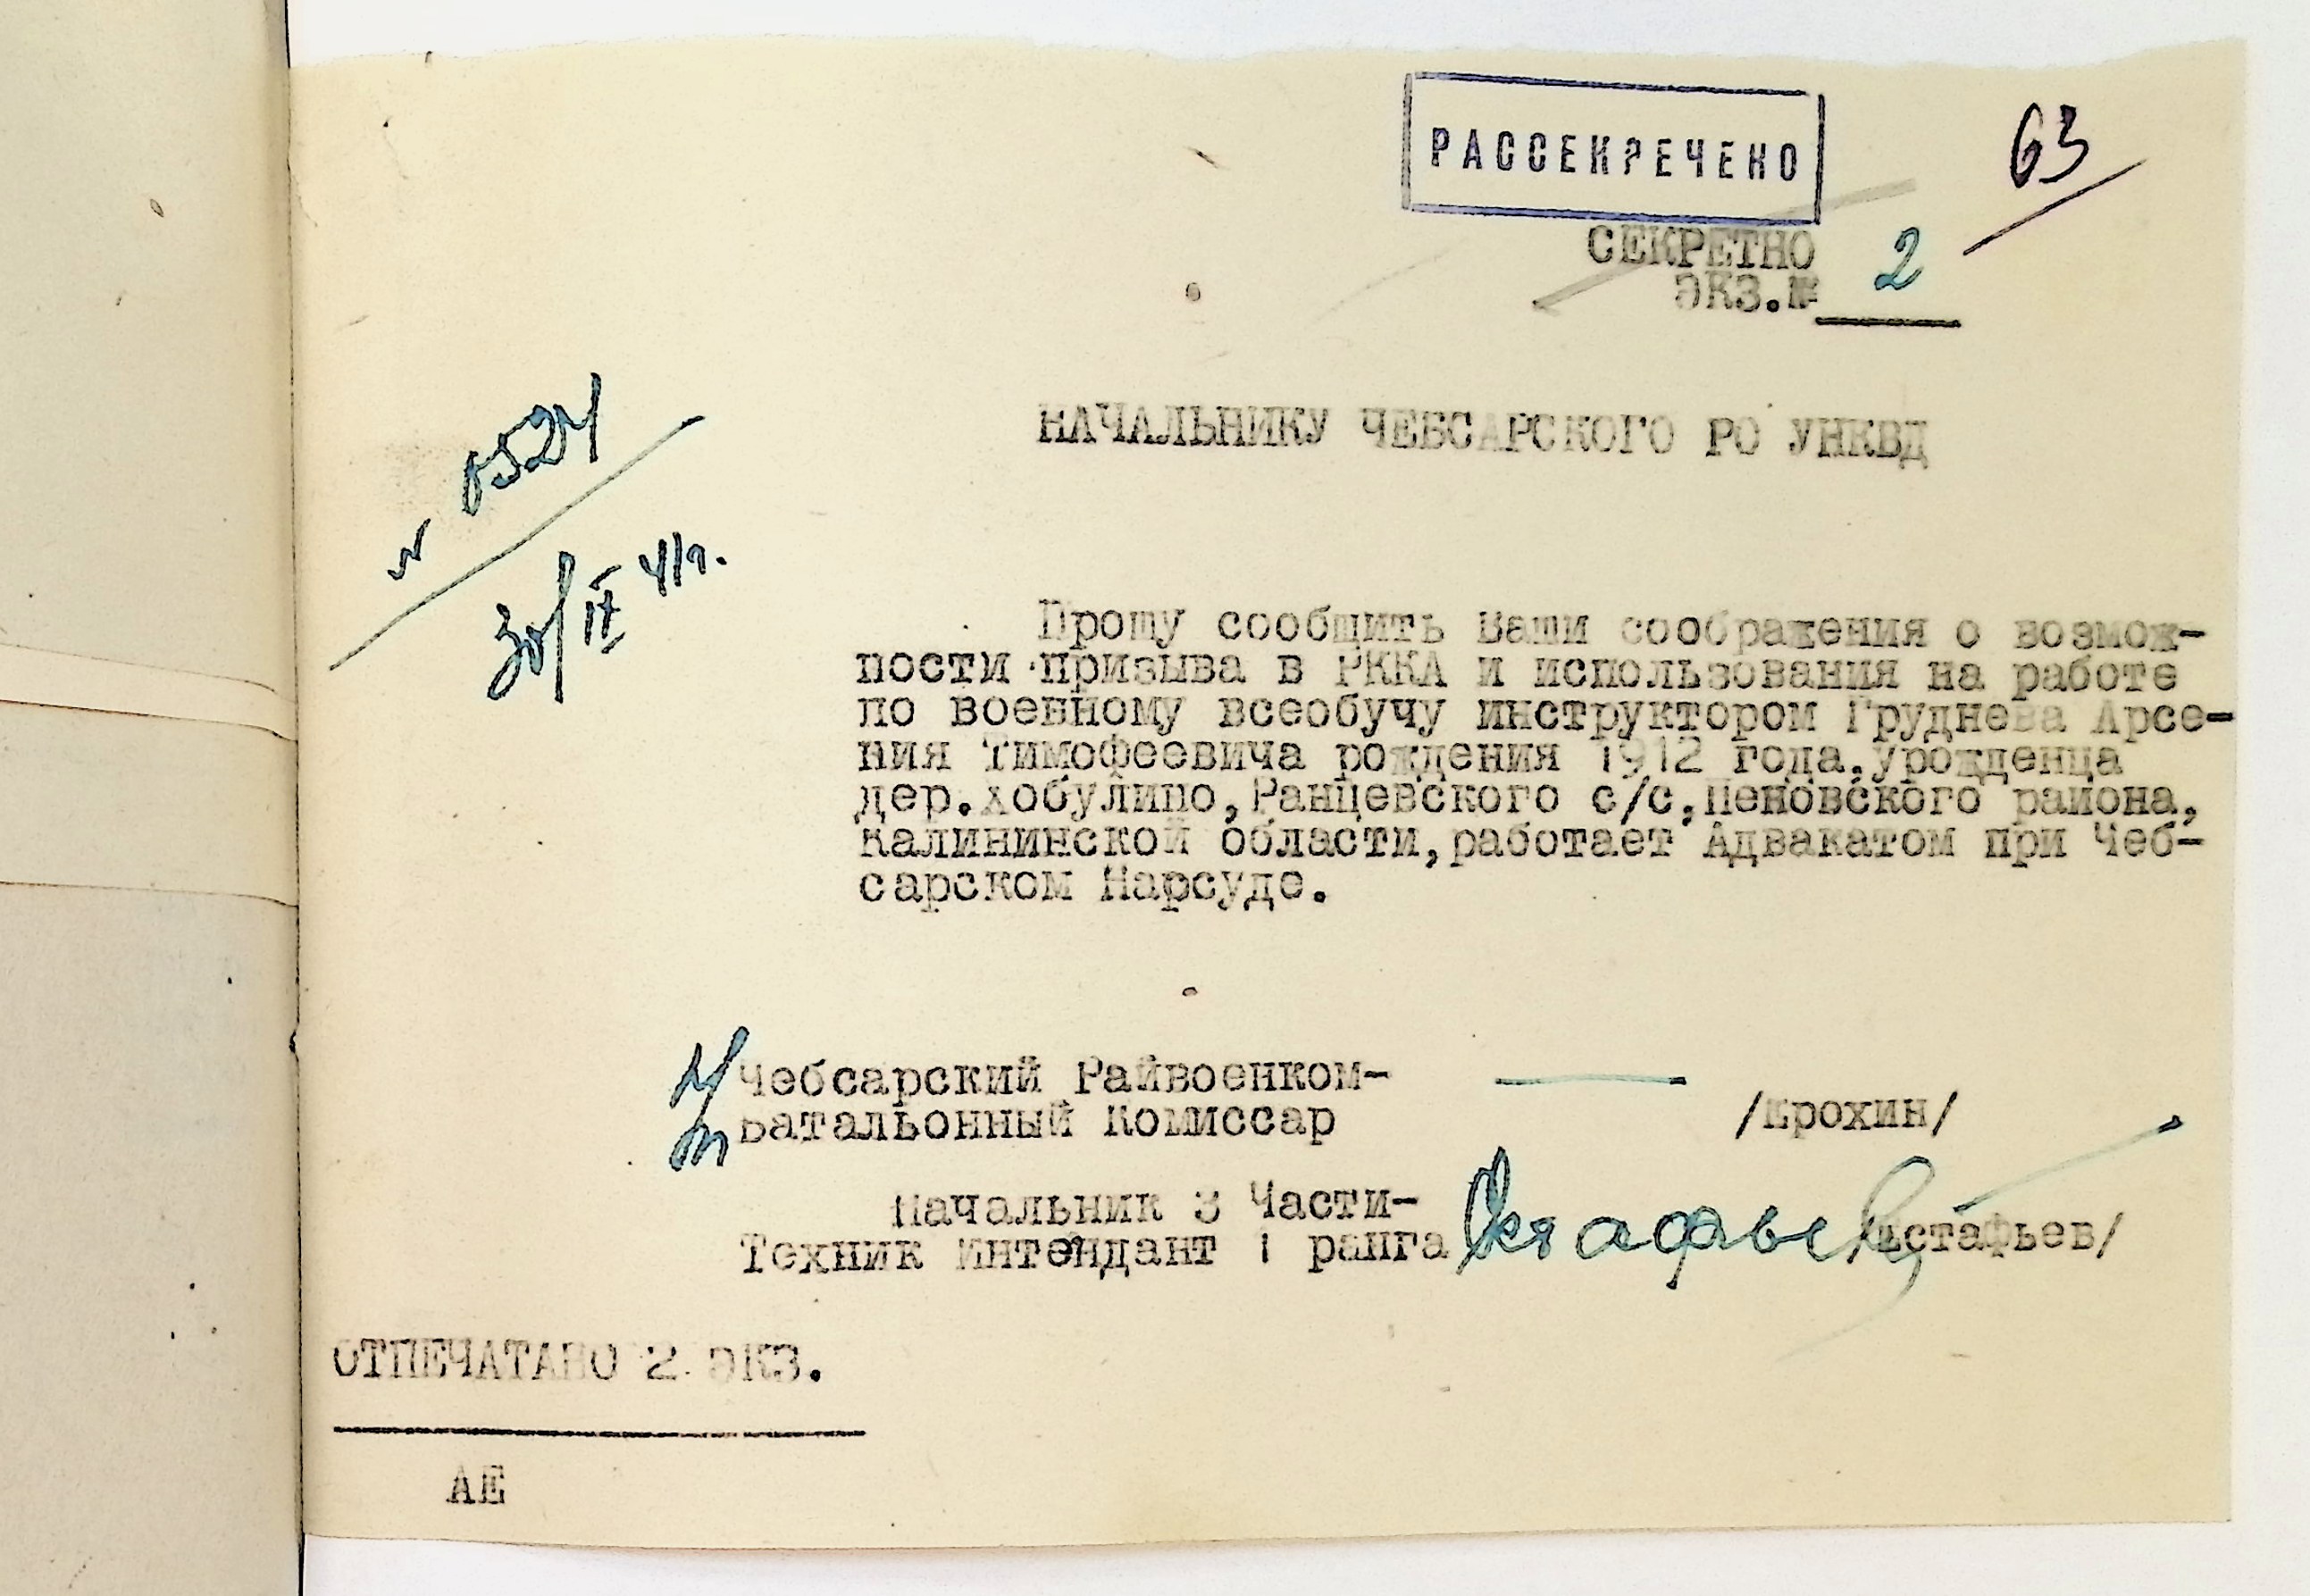 РАССЕКРЕЧЕНО
63
СЕКРЕТНО
ЭКЗ.№ 2
НАЧАЛЬНИКУ ЧЕБСАРСКОГО РО УНКВД
№ 0524
30/IX 41г.
Прошу сообщить Ваши соображения о возмож-
ности призыва в РККА и использования на работе
по военному всеобучу инструктором Груднева Арсе-
ния Тимофеевича рождения 1912 года.урожденца
дер.хобулино,Ранцевского с/с.Пеновского района,
Калининской области,работает Адвакатом при Чеб-
сарском Нарсуде.
Чебсарский Райвоенком-
Батальонный Комиссар /Ерохин/
Начальник 3 Части-
Техник Интендант 1 ранга Остафьев /Естафьев/
ОТПЕЧАТАНО 2 ЭКЗ.
АЕ